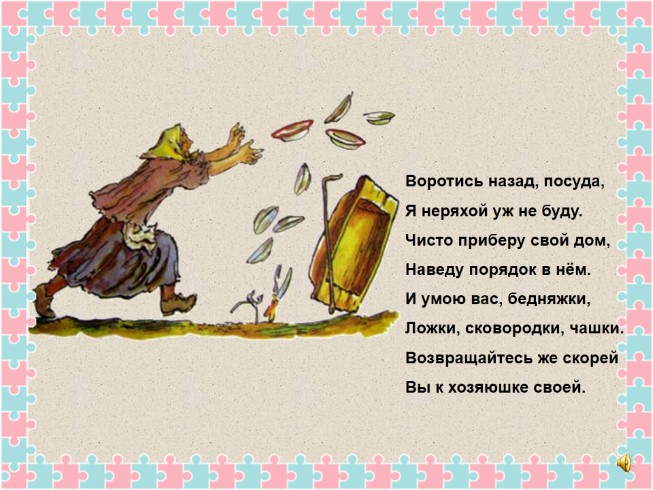 Воротись назад, посуда,
Я неряхой уж не буду.
Чисто приберу свой дом,
Наведу порядок в нём.
И умою вас, бедняжки,
Ложки, сковородки, чашки.
Возвращайтесь же скорей
Вы к хозяюшке своей.